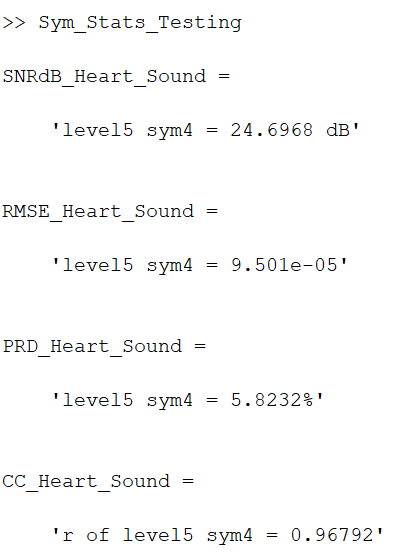 >> Sym_Stats_Testing
SNRdB_Heart_Sound =
'level5 sym4 = 24.6968 dB'
RMSE_Heart_Sound =
'level5 sym4 = 9.501e-05'
PRD_Heart_Sound =
'level5 sym4 = 5.8232%'
CC_Heart_Sound =
'r of level5 sym4 = 0.96792'